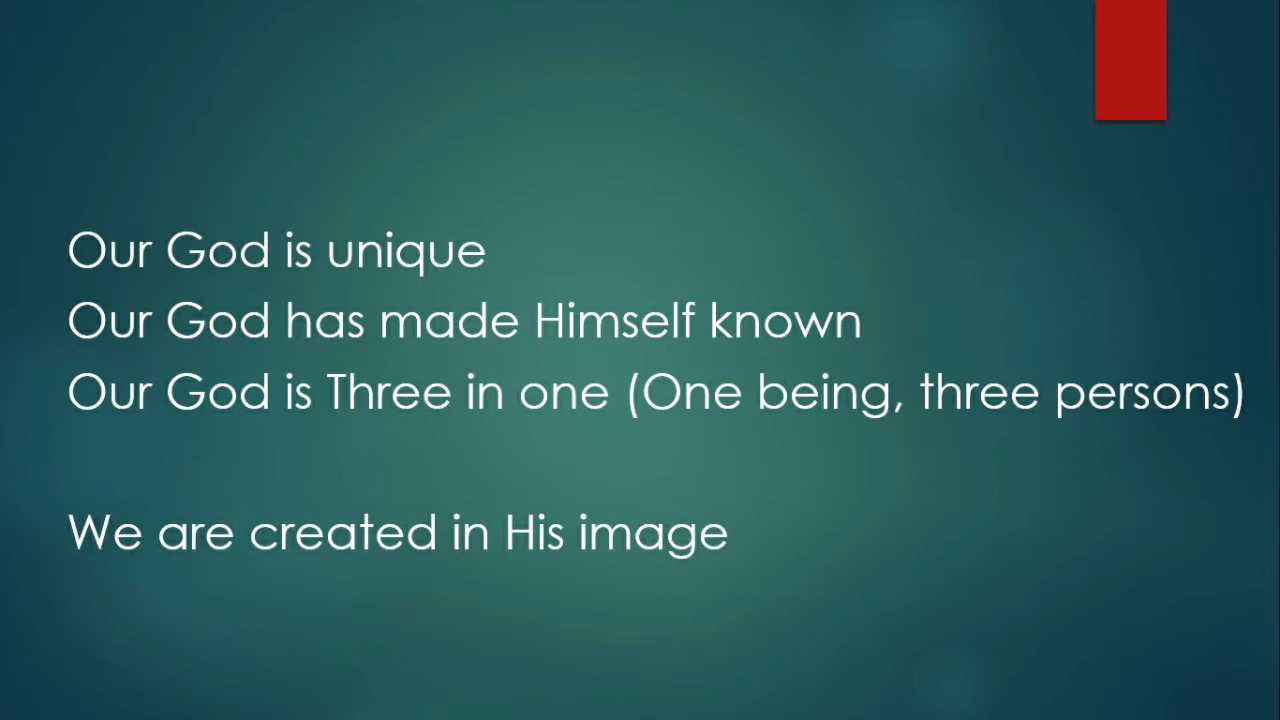 Our God is unique
Our God has made Himself known
Our God is Three in one (One being, three persons)
We are created in His image